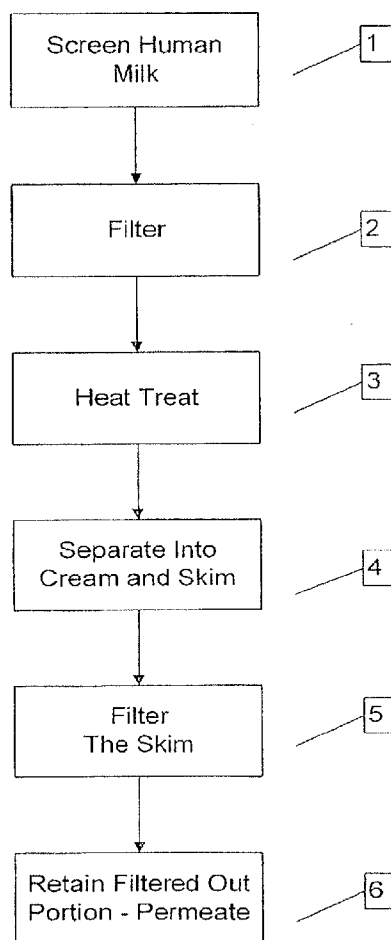 Screen Human
Milk
1
Filter
2
Heat Treat
3
Separate Into
Cream and Skim
4
Filter
The Skim
5
Retain Filtered Out
Portion - Permeate
6